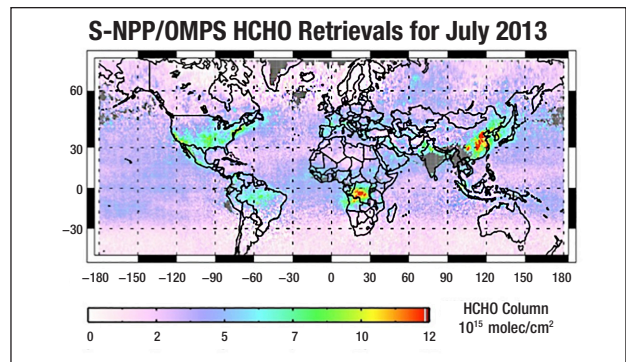 S-NPP/OMPS HCHO Retrievals for July 2013
60
30
0
−30
−180 −150 −120 −90 −60 −30 0 30 60 90 120 150 180
0 2 5 7 10 12
HCHO Column
10¹⁵ molec/cm²